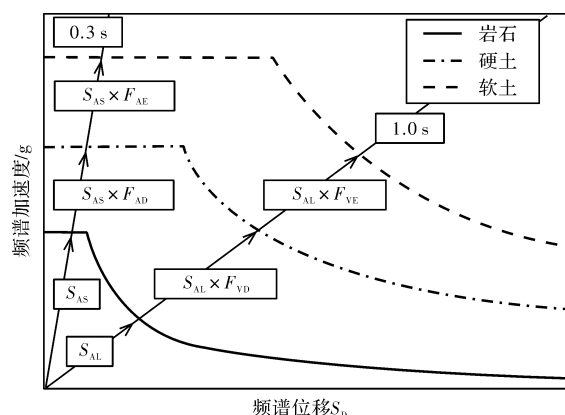 0.3 s
岩石
硬土
软土
S_AS × F_AE
1.0 s
S_AS × F_AD
S_AL × F_VE
S_AS
S_AL × F_VD
S_AL
频谱加速度/g
频谱位移S_D